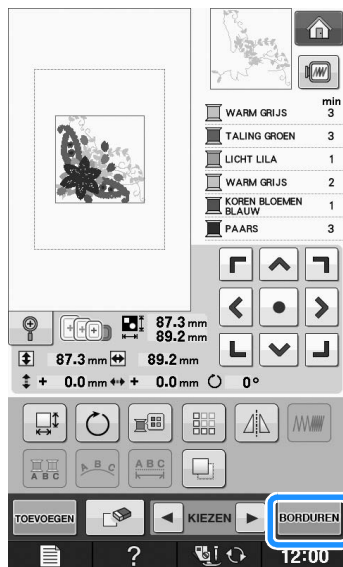 min
WARM GRIJS 3
TALING GROEN 3
LICHT LILA 1
WARM GRIJS 2
KOREN BLOEMEN
BLAUW 1
PAARS 3
87.3 mm
89.2 mm
87.3 mm 89.2 mm
+ 0.0 mm + 0.0 mm 0°
A B C A B C A B C
TOEVOEGEN KIEZEN BORDUREN
? 12:00